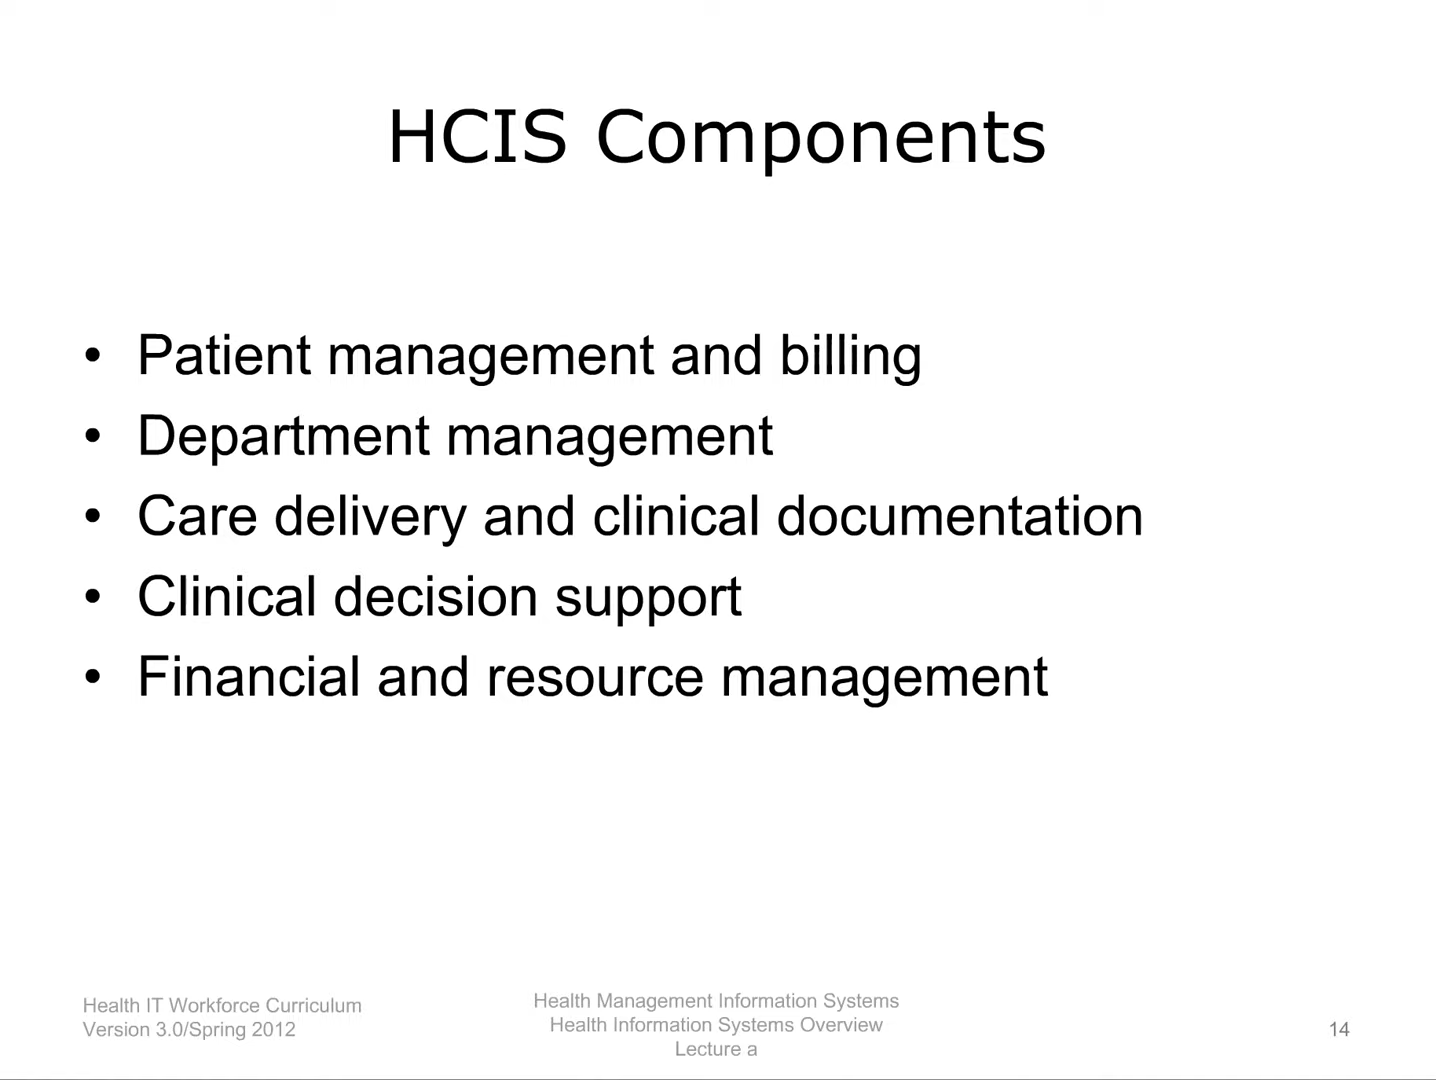 HCIS Components
• Patient management and billing
• Department management
• Care delivery and clinical documentation
• Clinical decision support
• Financial and resource management
Health IT Workforce Curriculum
Version 3.0/Spring 2012
Health Management Information Systems
Health Information Systems Overview
Lecture a
14